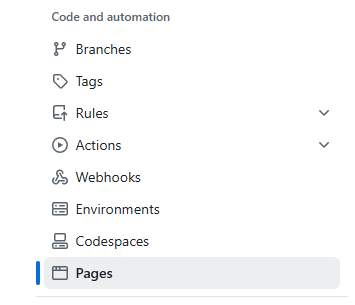 Code and automation
Branches
Tags
Rules
Actions
Webhooks
Environments
Codespaces
Pages